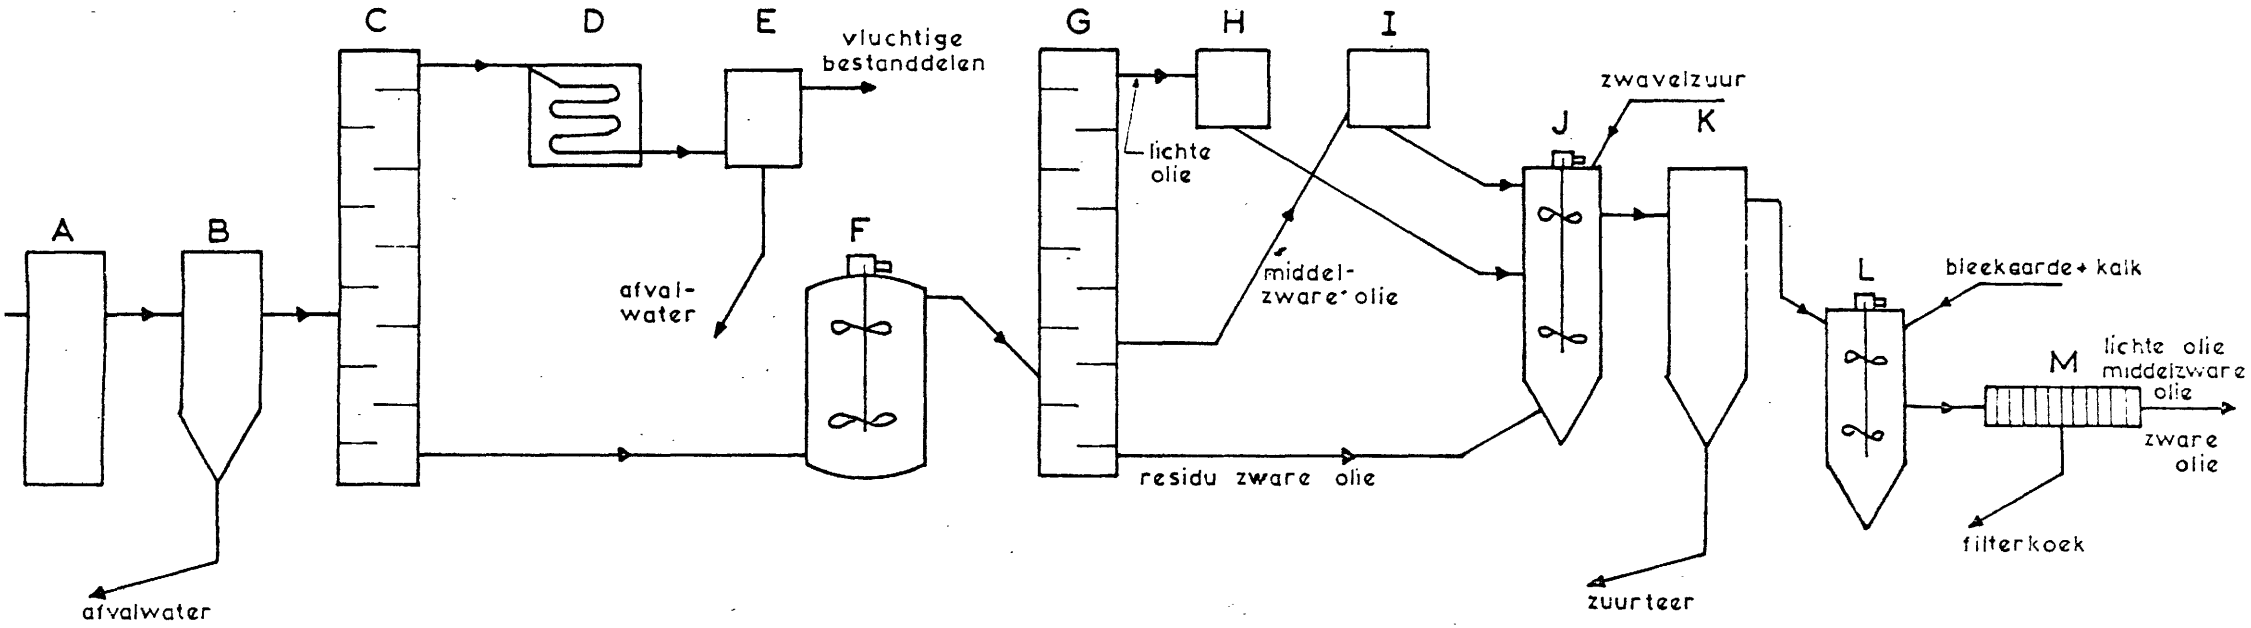 A
B
afvalwater
C
D
E
vluchtige
bestanddelen
afval-
water
F
G
lichte
olie
middel-
zware olie
residu zware olie
H
I
J
zwavelzuur
K
zuurteer
L
bleekaarde + kalk
M
lichte olie
middelzware
olie
zware
olie
filterkoek